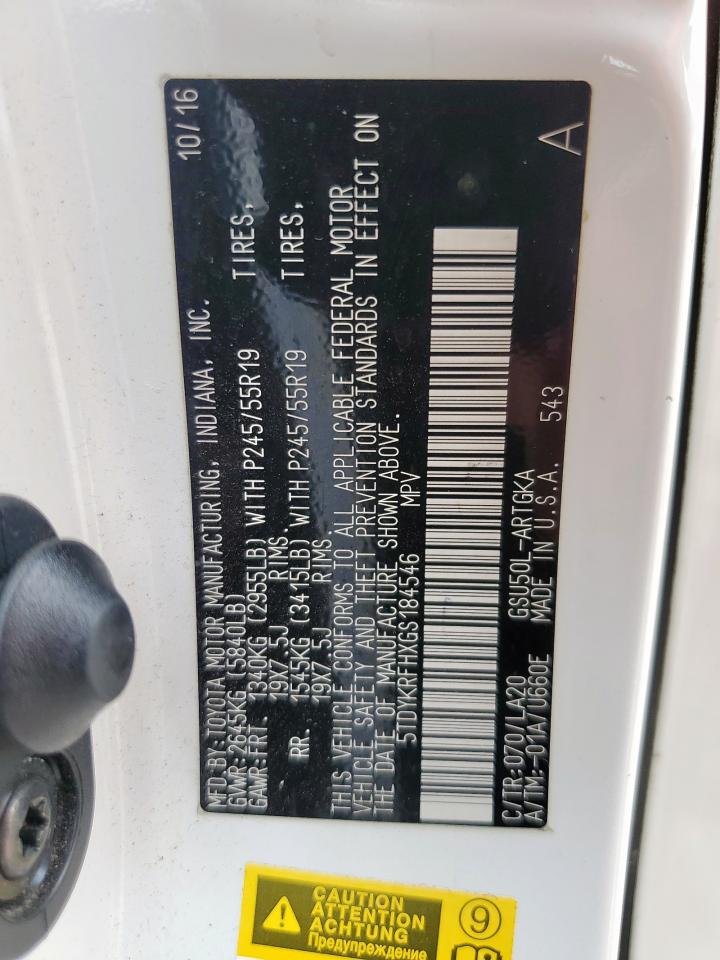 MFD.BY:TOYOTA MOTOR MANUFACTURING, INDIANA, INC. 10/16
GVWR:2645KG (5840LB)
GAWR:FRT. 1340KG (2955LB) WITH P245/55R19 TIRES,
19X7.5J RIMS
RR. 1545KG (3415LB) WITH P245/55R19 TIRES,
19X7.5J RIMS
THIS VEHICLE CONFORMS TO ALL APPLICABLE FEDERAL MOTOR
VEHICLE SAFETY AND THEFT PREVENTION STANDARDS IN EFFECT ON
THE DATE OF MANUFACTURE SHOWN ABOVE.
5TDYKRFHXGS184546 MPV
C/TR:070/LA20 GSU50L-ARTGKA
A/TM:-01A/U660E MADE IN U.S.A. 543
A
CAUTION
ATTENTION
ACHTUNG
Предупреждение
9